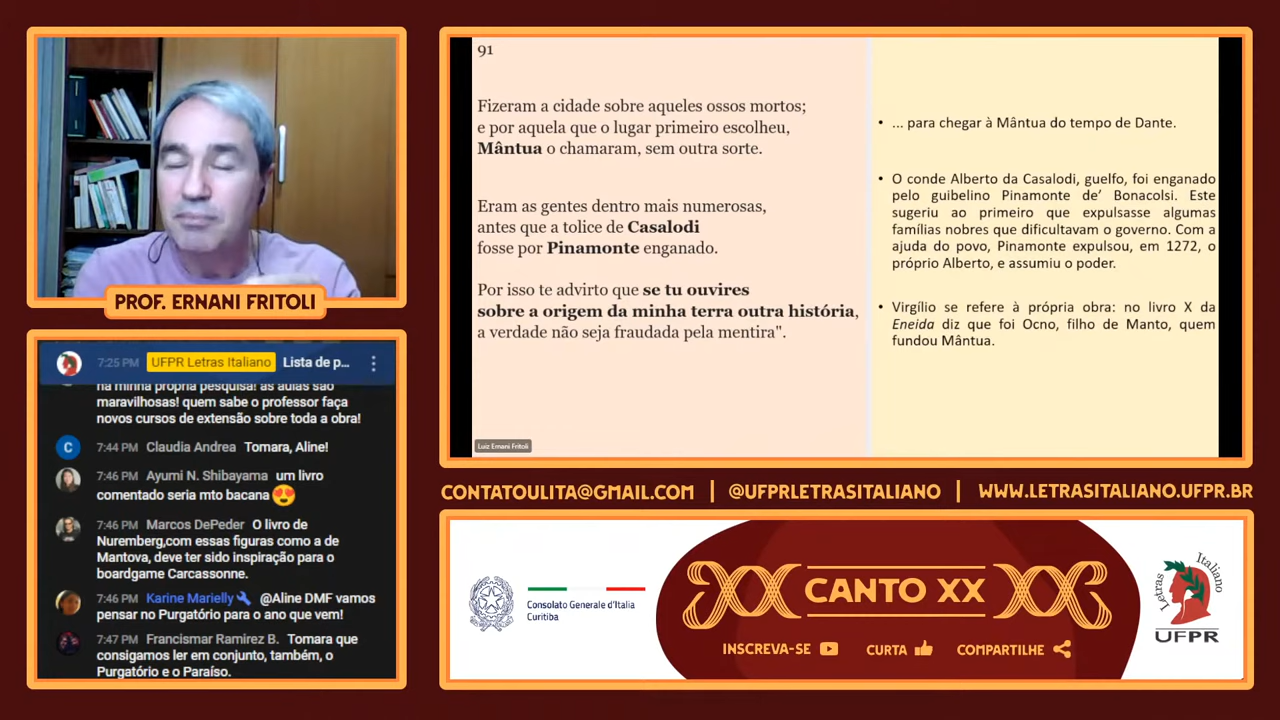 PROF. ERNANI FRITOLI
7:25 PM UFPR Letras Italiano Lista de p...
na minha própria pesquisa! as aulas são
maravilhosas! quem sabe o professor faça
novos cursos de extensão sobre toda a obra!
C 7:44 PM Claudia Andrea Tomara, Aline!
7:46 PM Ayumi N. Shibayama um livro
comentado seria mto bacana
7:46 PM Marcos DePeder O livro de
Nuremberg,com essas figuras como a de
Mantova, deve ter sido inspiração para o
boardgame Carcassonne.
7:46 PM Karine Marielly @Aline DMF vamos
pensar no Purgatório para o ano que vem!
7:47 PM Francismar Ramirez B. Tomara que
consigamos ler em conjunto, também, o
Purgatório e o Paraíso.
91
Fizeram a cidade sobre aqueles ossos mortos;
e por aquela que o lugar primeiro escolheu,
Mântua o chamaram, sem outra sorte.
Eram as gentes dentro mais numerosas,
antes que a tolice de Casalodi
fosse por Pinamonte enganado.
Por isso te advirto que se tu ouvires
sobre a origem da minha terra outra história,
a verdade não seja fraudada pela mentira".
Luiz Ernani Fritoli
• ... para chegar à Mântua do tempo de Dante.
• O conde Alberto da Casalodi, guelfo, foi enganado
pelo guibelino Pinamonte de’ Bonacolsi. Este
sugeriu ao primeiro que expulsasse algumas
famílias nobres que dificultavam o governo. Com a
ajuda do povo, Pinamonte expulsou, em 1272, o
próprio Alberto, e assumiu o poder.
• Virgílio se refere à própria obra: no livro X da
Eneida diz que foi Ocno, filho de Manto, quem
fundou Mântua.
CONTATOULITA@GMAIL.COM | @UFPRLETRASITALIANO | WWW.LETRASITALIANO.UFPR.BR
Consolato Generale d'Italia
Curitiba
XX CANTO XX XX
INSCREVA-SE CURTA COMPARTILHE
Letras Italiano
UFPR